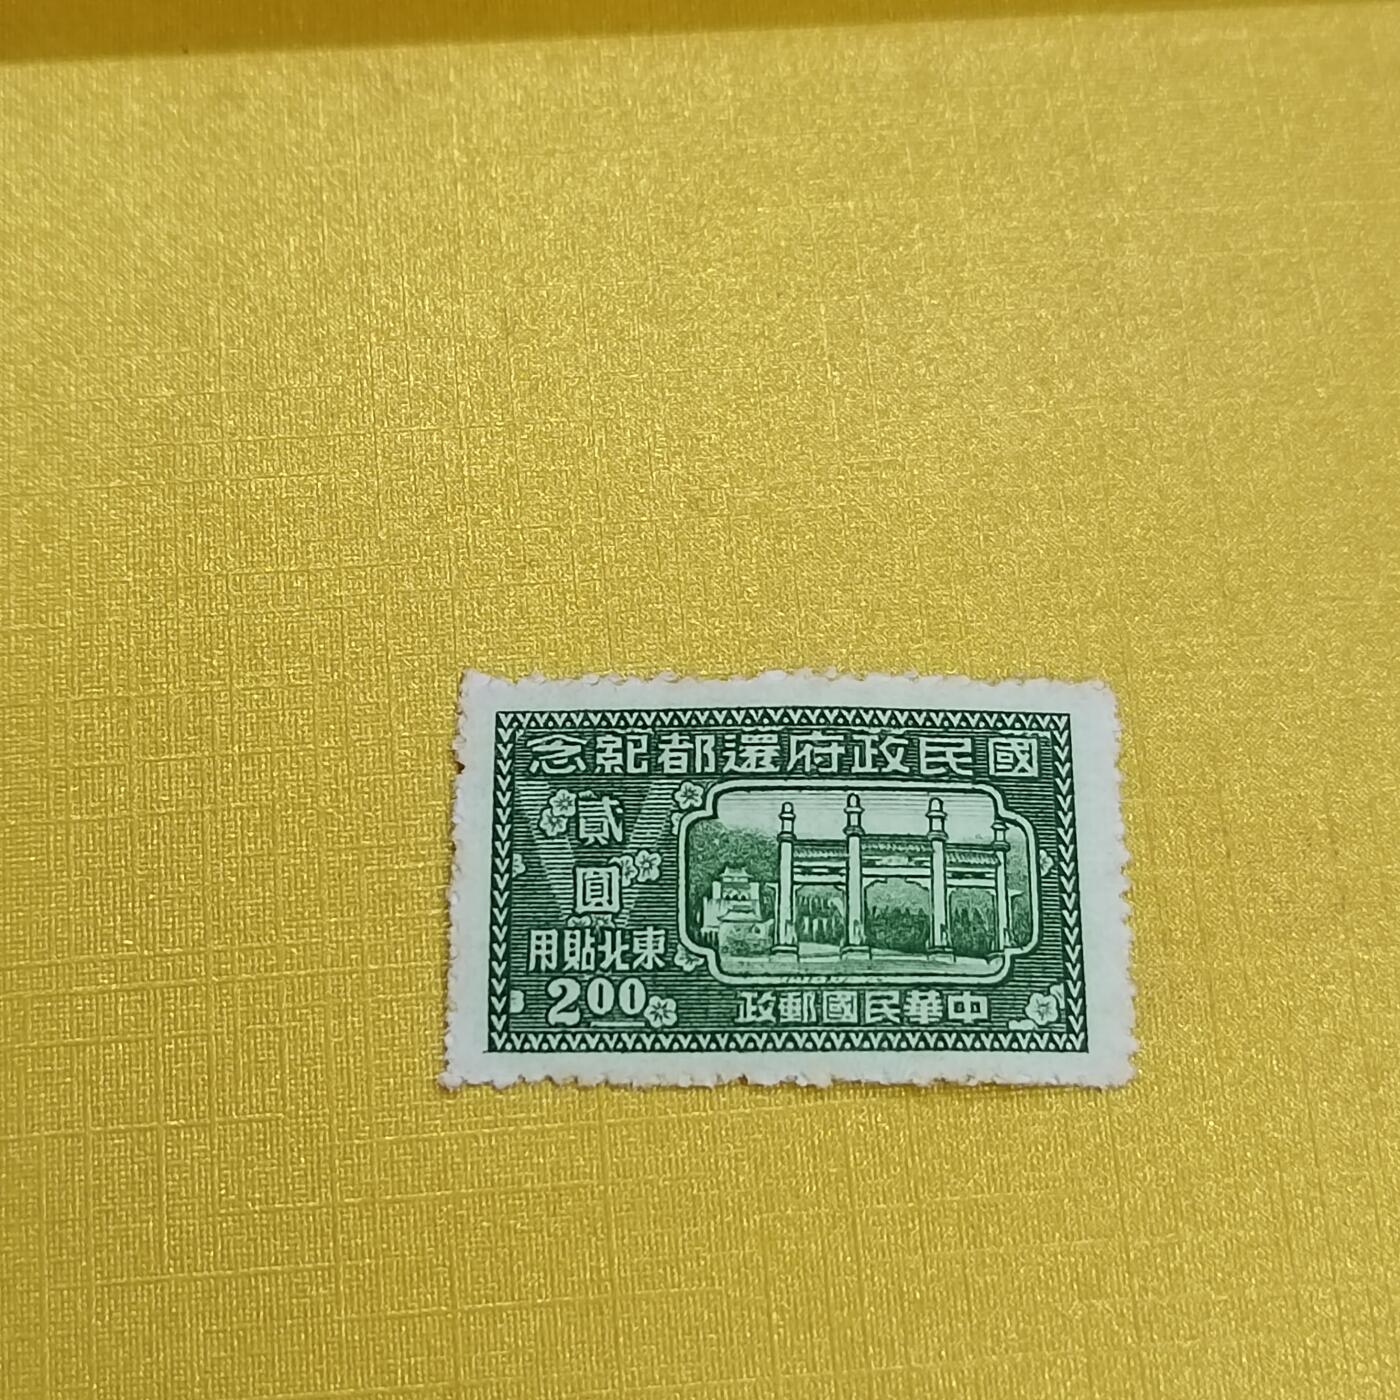 國民政府還都紀念
貳
圓
東北貼用
2.00
中華民國郵政